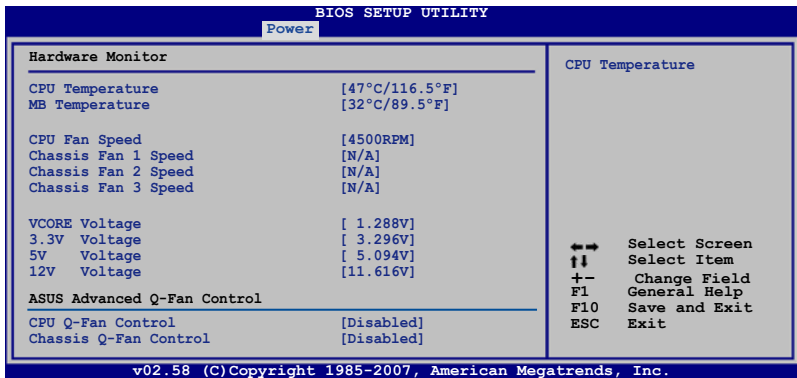 BIOS SETUP UTILITY
Power
Hardware Monitor
CPU Temperature [47°C/116.5°F]
MB Temperature [32°C/89.5°F]
CPU Fan Speed [4500RPM]
Chassis Fan 1 Speed [N/A]
Chassis Fan 2 Speed [N/A]
Chassis Fan 3 Speed [N/A]
VCORE Voltage [ 1.288V]
3.3V Voltage [ 3.296V]
5V Voltage [ 5.094V]
12V Voltage [11.616V]
ASUS Advanced Q-Fan Control
CPU Q-Fan Control [Disabled]
Chassis Q-Fan Control [Disabled]
CPU Temperature
←→ Select Screen
↑↓ Select Item
+- Change Field
F1 General Help
F10 Save and Exit
ESC Exit
v02.58 (C)Copyright 1985-2007, American Megatrends, Inc.